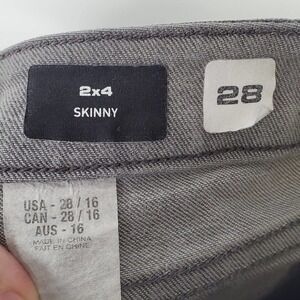 2x4
SKINNY
28
USA - 28 / 16
CAN - 28 / 16
AUS - 16
MADE IN CHINA
FAIT EN CHINE